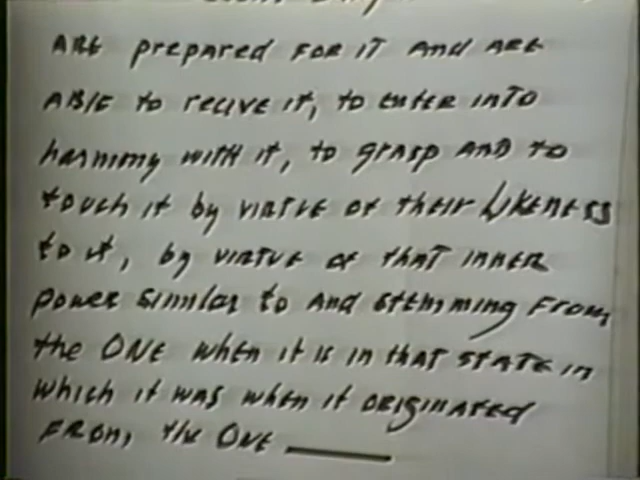 ARE prepared FOR IT And ARE
ABLE to recive it, to enter inTO
harnimy with it, to grasp AND to
touch it by virtue of their LIKENESS
to it, by virtue of that inner
power similar to And stemming From
the ONE when it is in that STATE in
which it was when it originated
FROM, the ONE